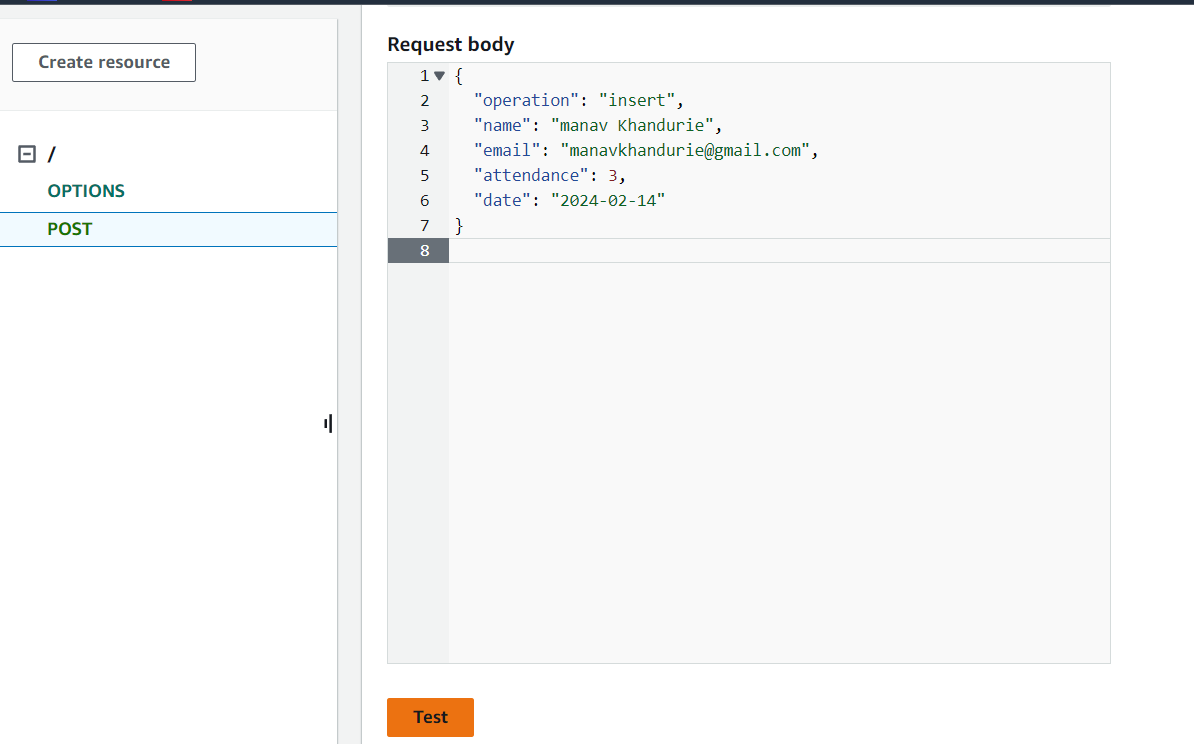 Create resource
/
OPTIONS
POST
Request body
1 {
2 "operation": "insert",
3 "name": "manav Khandurie",
4 "email": "manavkhandurie@gmail.com",
5 "attendance": 3,
6 "date": "2024-02-14"
7 }
8
Test